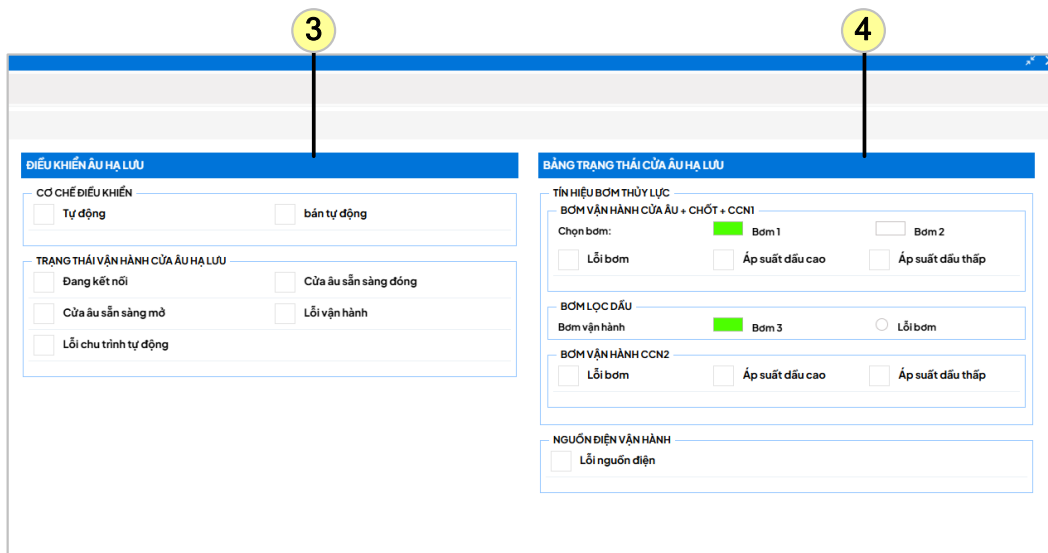 3
4
ĐIỀU KHIỂN ÂU HẠ LƯU
CƠ CHẾ ĐIỀU KHIỂN
Tự động
bán tự động
TRẠNG THÁI VẬN HÀNH CỬA ÂU HẠ LƯU
Đang kết nối
Cửa âu sẵn sàng đóng
Cửa âu sẵn sàng mở
Lỗi vận hành
Lỗi chu trình tự động
BẢNG TRẠNG THÁI CỬA ÂU HẠ LƯU
TÍN HIỆU BƠM THỦY LỰC
BƠM VẬN HÀNH CỬA ÂU + CHỐT + CCN1
Chọn bơm:
Bơm 1
Bơm 2
Lỗi bơm
Áp suất dầu cao
Áp suất dầu thấp
BƠM LỌC DẦU
Bơm vận hành
Bơm 3
Lỗi bơm
BƠM VẬN HÀNH CCN2
Lỗi bơm
Áp suất dầu cao
Áp suất dầu thấp
NGUỒN ĐIỆN VẬN HÀNH
Lỗi nguồn điện